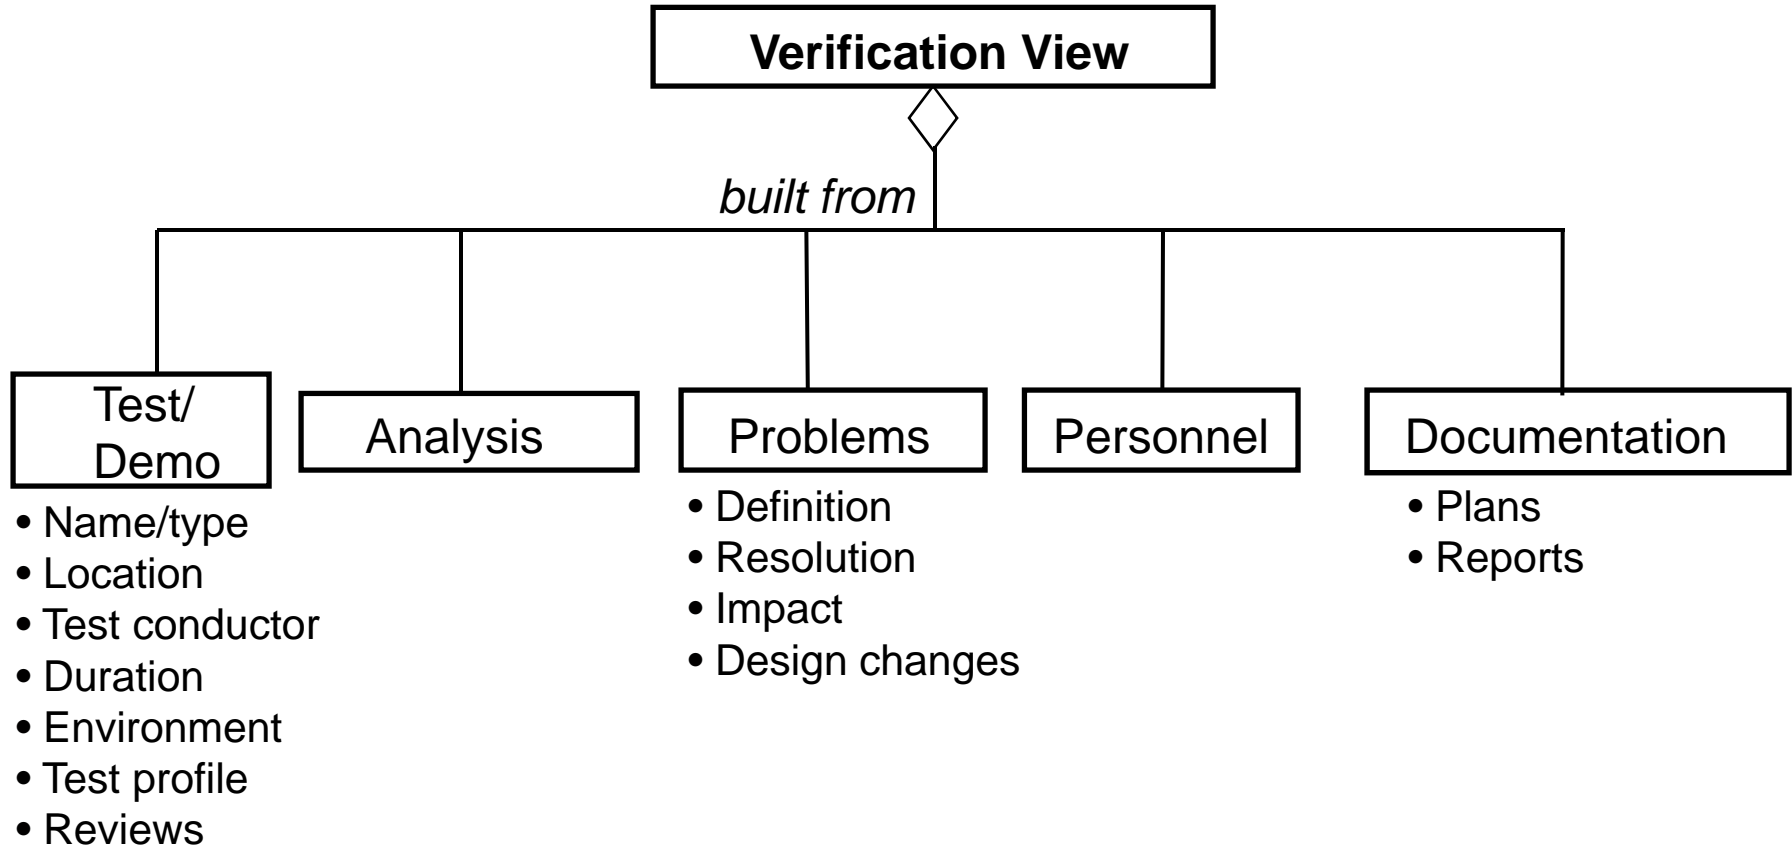 Verification View
built from
Test/
Demo
• Name/type
• Location
• Test conductor
• Duration
• Environment
• Test profile
• Reviews
Analysis
Problems
• Definition
• Resolution
• Impact
• Design changes
Personnel
Documentation
• Plans
• Reports